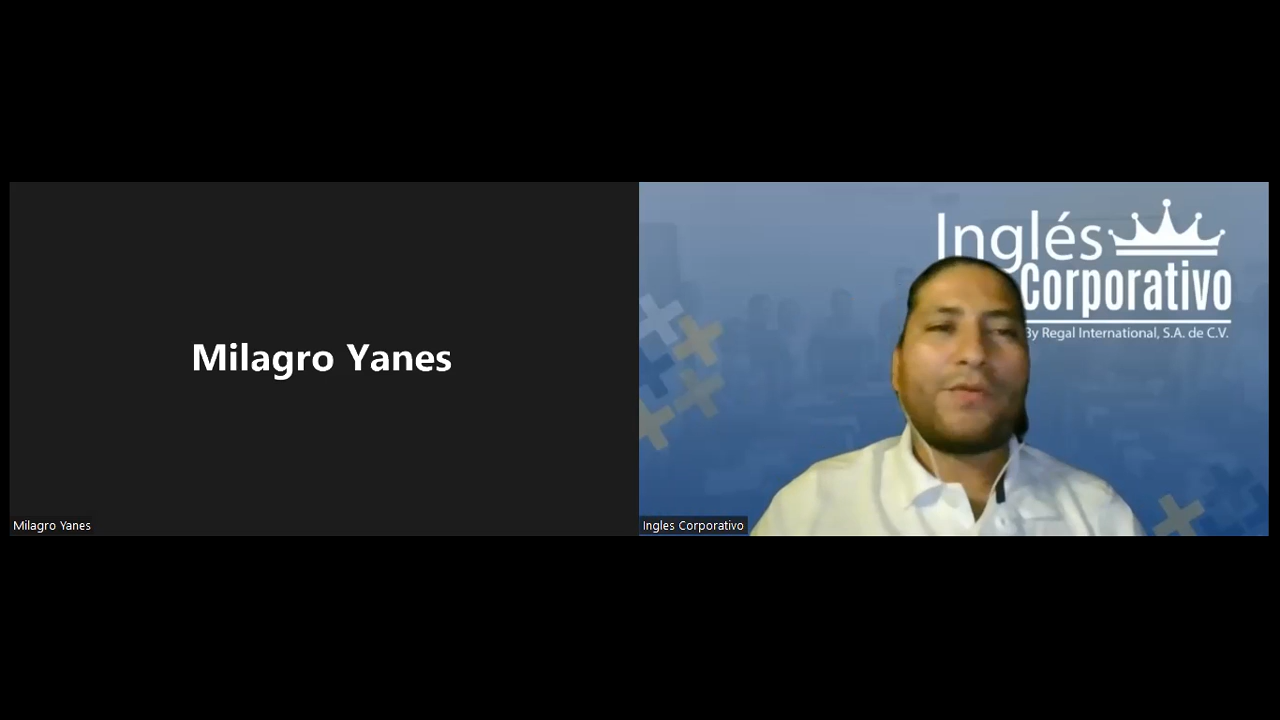 Milagro Yanes
Milagro Yanes
Inglés
Corporativo
By Regal International, S.A. de C.V.
Ingles Corporativo